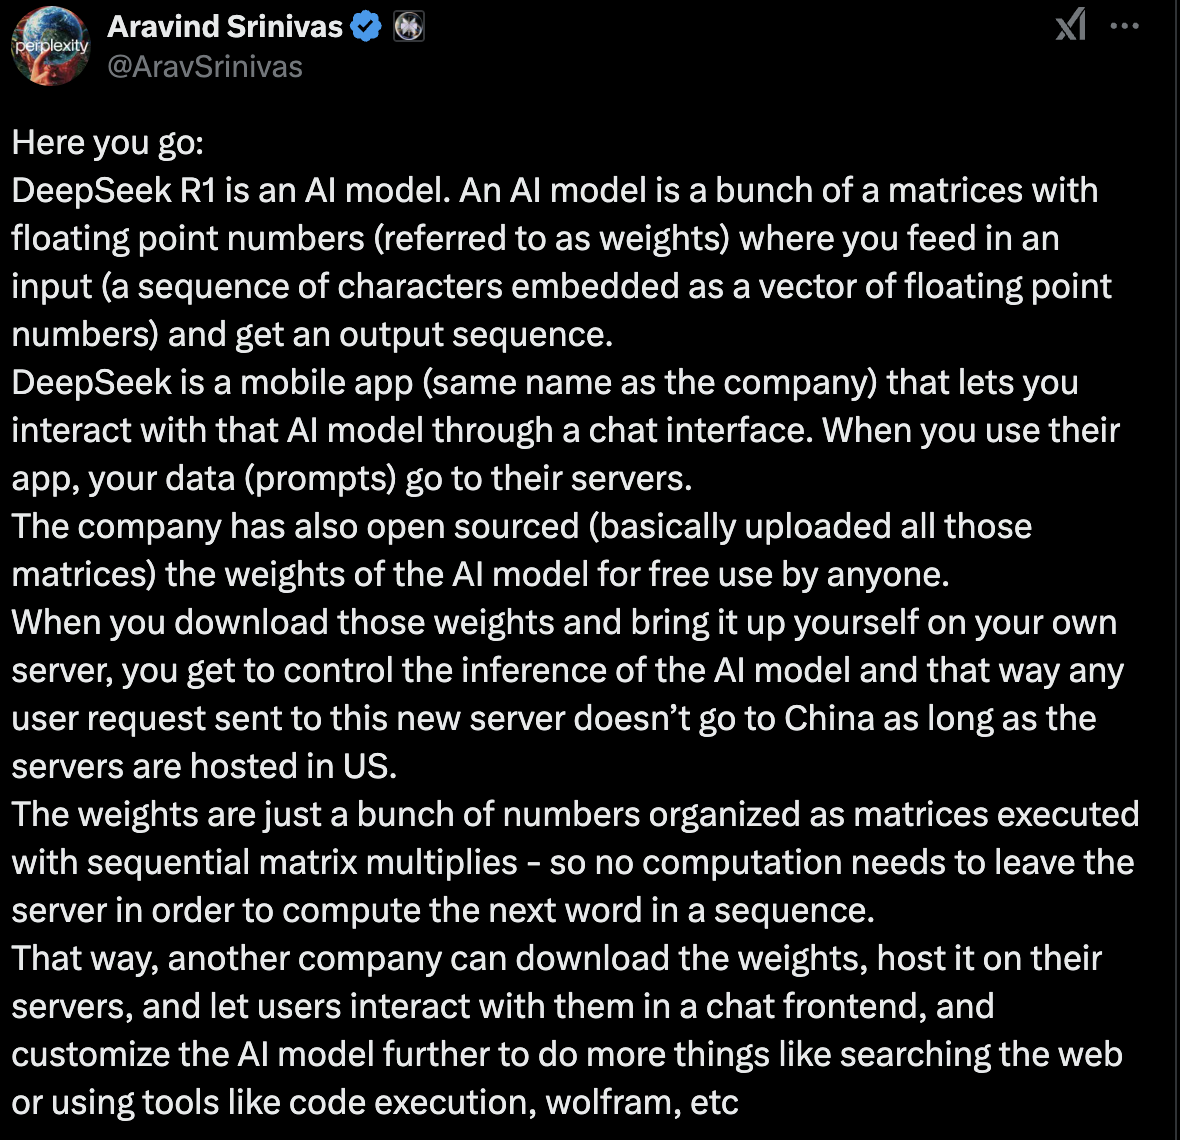 perplexity
Aravind Srinivas
@AravSrinivas
Here you go:
DeepSeek R1 is an AI model. An AI model is a bunch of a matrices with
floating point numbers (referred to as weights) where you feed in an
input (a sequence of characters embedded as a vector of floating point
numbers) and get an output sequence.
DeepSeek is a mobile app (same name as the company) that lets you
interact with that AI model through a chat interface. When you use their
app, your data (prompts) go to their servers.
The company has also open sourced (basically uploaded all those
matrices) the weights of the AI model for free use by anyone.
When you download those weights and bring it up yourself on your own
server, you get to control the inference of the AI model and that way any
user request sent to this new server doesn’t go to China as long as the
servers are hosted in US.
The weights are just a bunch of numbers organized as matrices executed
with sequential matrix multiplies - so no computation needs to leave the
server in order to compute the next word in a sequence.
That way, another company can download the weights, host it on their
servers, and let users interact with them in a chat frontend, and
customize the AI model further to do more things like searching the web
or using tools like code execution, wolfram, etc